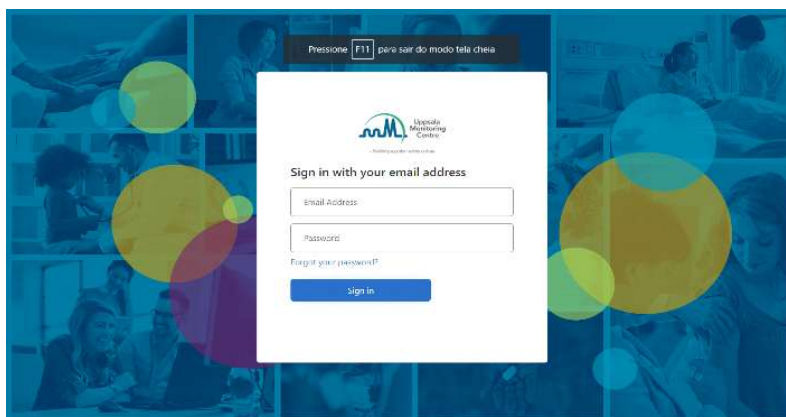 Pressione F11 para sair do modo tela cheia
Uppsala
Monitoring
Centre
Sign in with your email address
Email Address
Password
Forgot your password?
Sign in